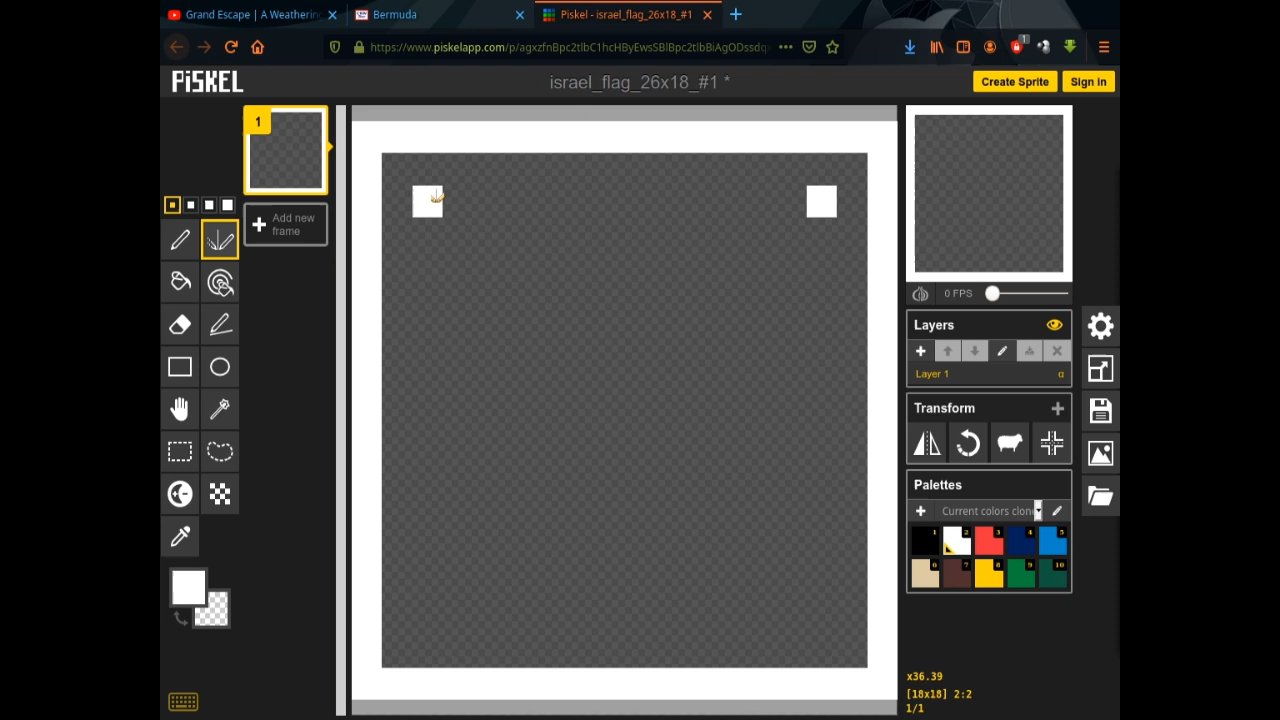 Grand Escape | A Weatherin
Bermuda
Piskel - israel_flag_26x18_#1
https://www.piskelapp.com/p/agxzfnBpc2tlbC1hcHByEwsSBlBpc2tlbBiAgODssdq
1
PiSKEL
israel_flag_26x18_#1 *
Create Sprite
Sign in
1
Add new
frame
0 FPS
Layers
Layer 1
α
Transform
Palettes
Current colors clone
1 2 3 4 5
6 7 8 9 10
x36.39
[18x18] 2:2
1/1